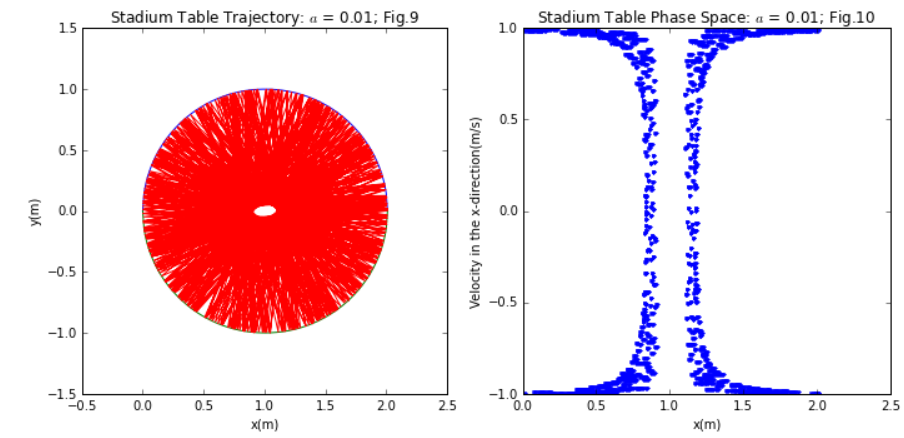 Stadium Table Trajectory: a = 0.01; Fig.9
1.5
1.0
0.5
0.0
−0.5
−1.0
−1.5
y(m)
−0.5 0.0 0.5 1.0 1.5 2.0 2.5
x(m)
Stadium Table Phase Space: a = 0.01; Fig.10
1.0
0.5
0.0
−0.5
−1.0
Velocity in the x-direction(m/s)
0.0 0.5 1.0 1.5 2.0 2.5
x(m)